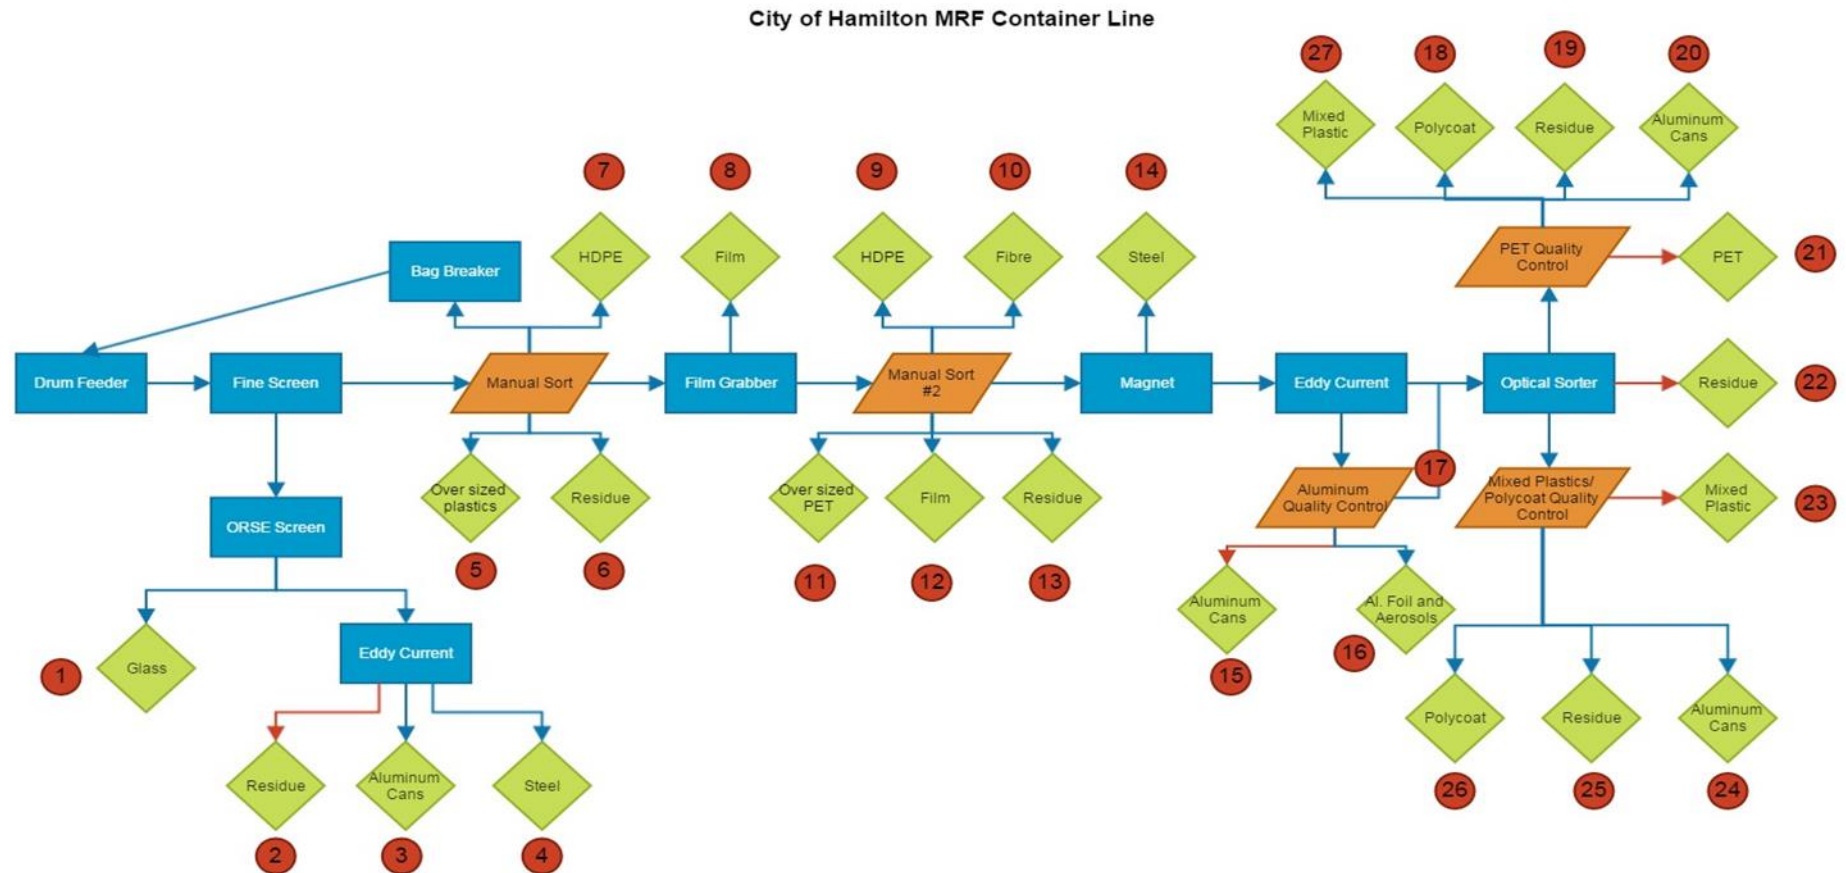 City of Hamilton MRF Container Line
27
18
19
20
Mixed
Plastic
Polycoat
Residue
Aluminum
Cans
7
8
9
10
14
HDPE
Film
HDPE
Fibre
Steel
PET Quality
Control
PET
21
Bag Breaker
Drum Feeder
Fine Screen
Manual Sort
Film Grabber
Manual Sort
#2
Magnet
Eddy Current
Optical Sorter
Residue
22
Over sized
plastics
Residue
Over sized
PET
Film
Residue
17
Aluminum
Quality Control
Mixed Plastics/
Polycoat Quality
Control
Mixed
Plastic
23
ORSE Screen
5
6
11
12
13
Aluminum
Cans
Al. Foil and
Aerosols
15
16
1
Glass
Eddy Current
Polycoat
Residue
Aluminum
Cans
26
25
24
Residue
Aluminum
Cans
Steel
2
3
4